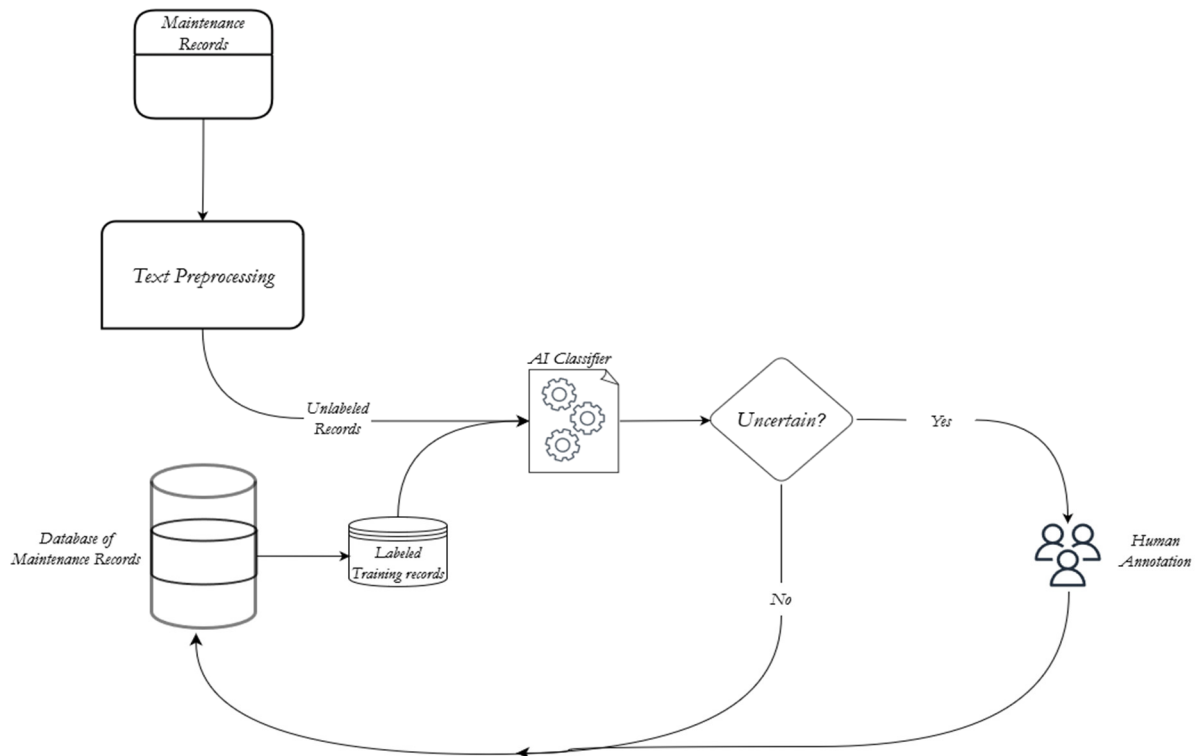 Maintenance
Records
Text Preprocessing
AI Classifier
Unlabeled
Records
Uncertain?
Yes
Database of
Maintenance Records
Labeled
Training records
Human
Annotation
No